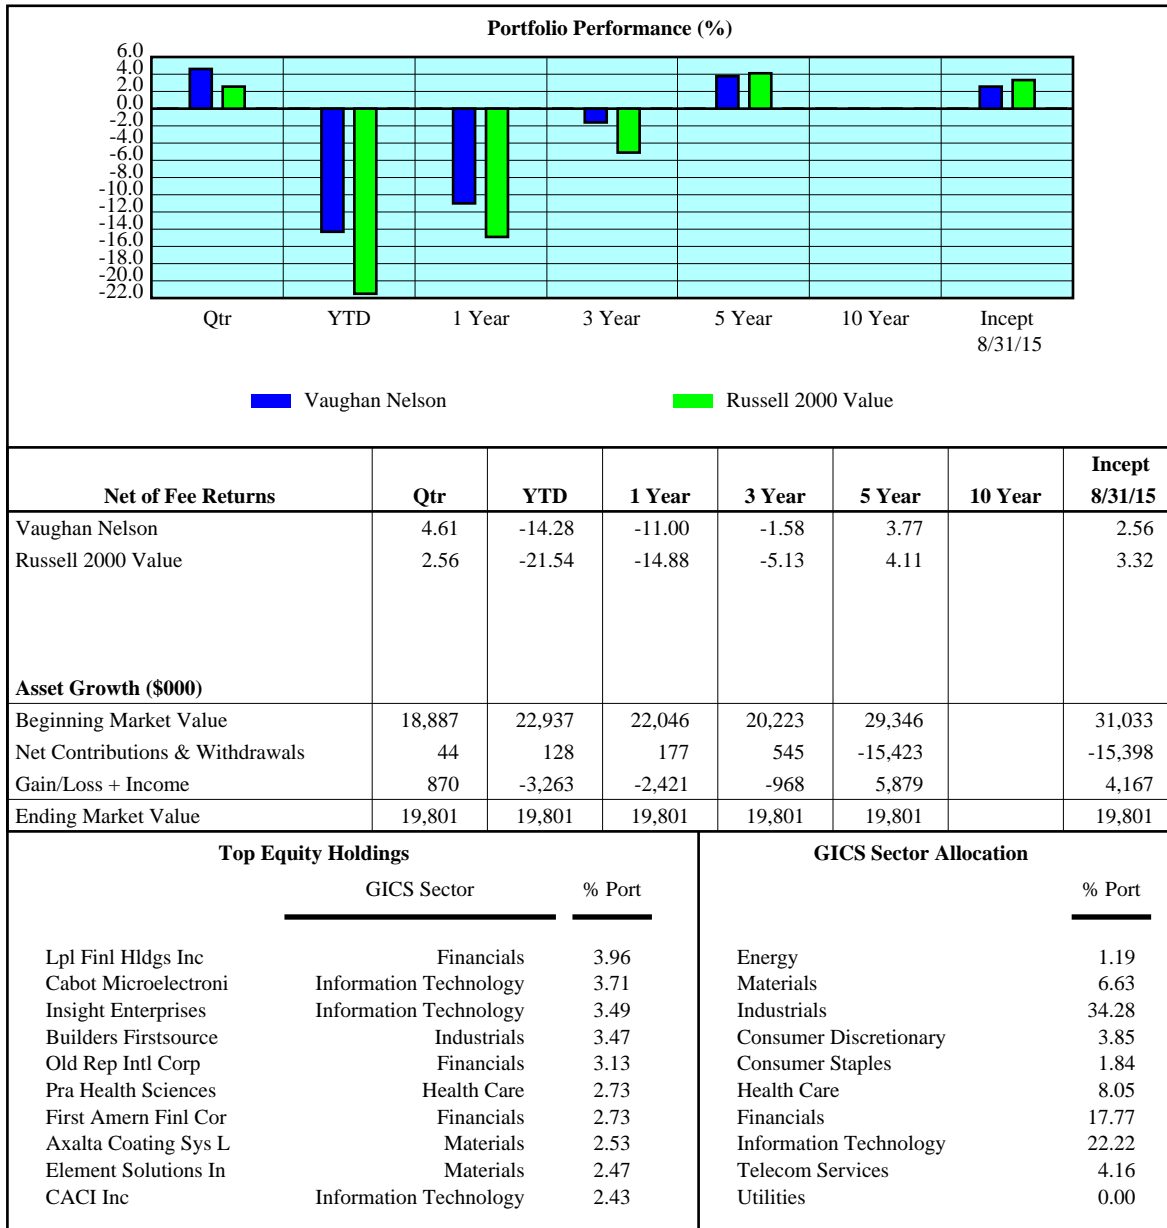 Portfolio Performance (%)
6.0
4.0
2.0
0.0
-2.0
-4.0
-6.0
-8.0
-10.0
-12.0
-14.0
-16.0
-18.0
-20.0
-22.0
Qtr YTD 1 Year 3 Year 5 Year 10 Year Incept
8/31/15
Vaughan Nelson Russell 2000 Value
Incept
Net of Fee Returns Qtr YTD 1 Year 3 Year 5 Year 10 Year 8/31/15
Vaughan Nelson 4.61 -14.28 -11.00 -1.58 3.77 2.56
Russell 2000 Value 2.56 -21.54 -14.88 -5.13 4.11 3.32
Asset Growth ($000)
Beginning Market Value 18,887 22,937 22,046 20,223 29,346 31,033
Net Contributions & Withdrawals 44 128 177 545 -15,423 -15,398
Gain/Loss + Income 870 -3,263 -2,421 -968 5,879 4,167
Ending Market Value 19,801 19,801 19,801 19,801 19,801 19,801
Top Equity Holdings
GICS Sector % Port
Lpl Finl Hldgs Inc Financials 3.96
Cabot Microelectroni Information Technology 3.71
Insight Enterprises Information Technology 3.49
Builders Firstsource Industrials 3.47
Old Rep Intl Corp Financials 3.13
Pra Health Sciences Health Care 2.73
First Amern Finl Cor Financials 2.73
Axalta Coating Sys L Materials 2.53
Element Solutions In Materials 2.47
CACI Inc Information Technology 2.43
GICS Sector Allocation
% Port
Energy 1.19
Materials 6.63
Industrials 34.28
Consumer Discretionary 3.85
Consumer Staples 1.84
Health Care 8.05
Financials 17.77
Information Technology 22.22
Telecom Services 4.16
Utilities 0.00